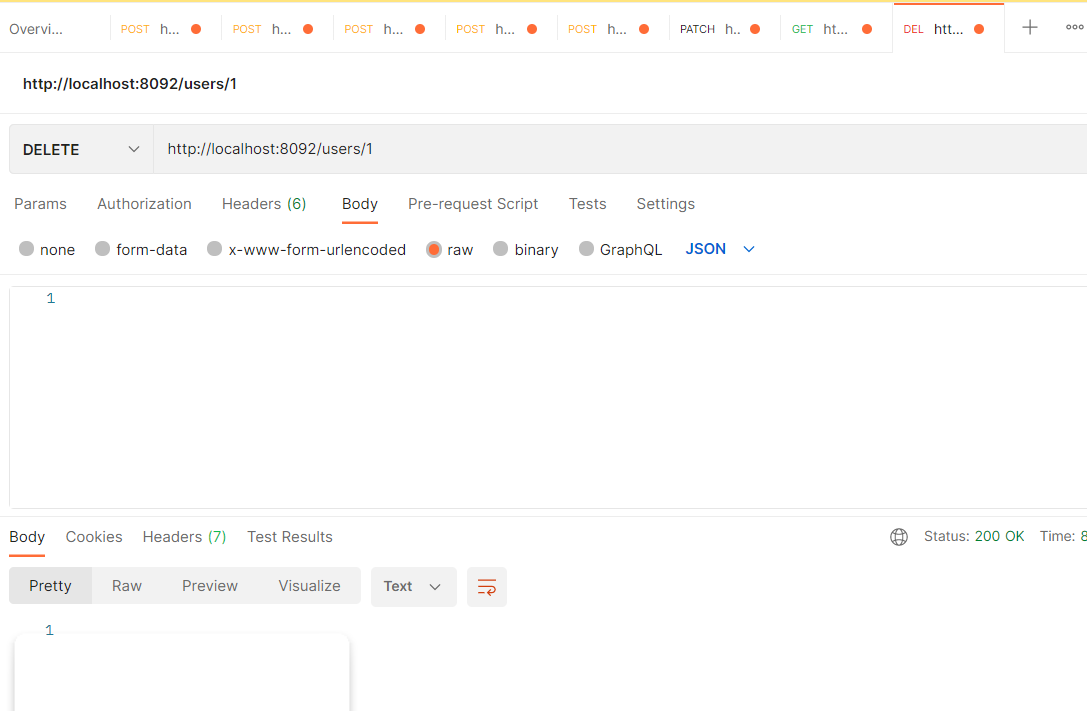 Overvi... POST h... POST h... POST h... POST h... POST h... PATCH h.. GET ht... DEL htt...
http://localhost:8092/users/1
DELETE http://localhost:8092/users/1
Params Authorization Headers (6) Body Pre-request Script Tests Settings
none form-data x-www-form-urlencoded raw binary GraphQL JSON
1
Body Cookies Headers (7) Test Results Status: 200 OK Time: 8
Pretty Raw Preview Visualize Text
1